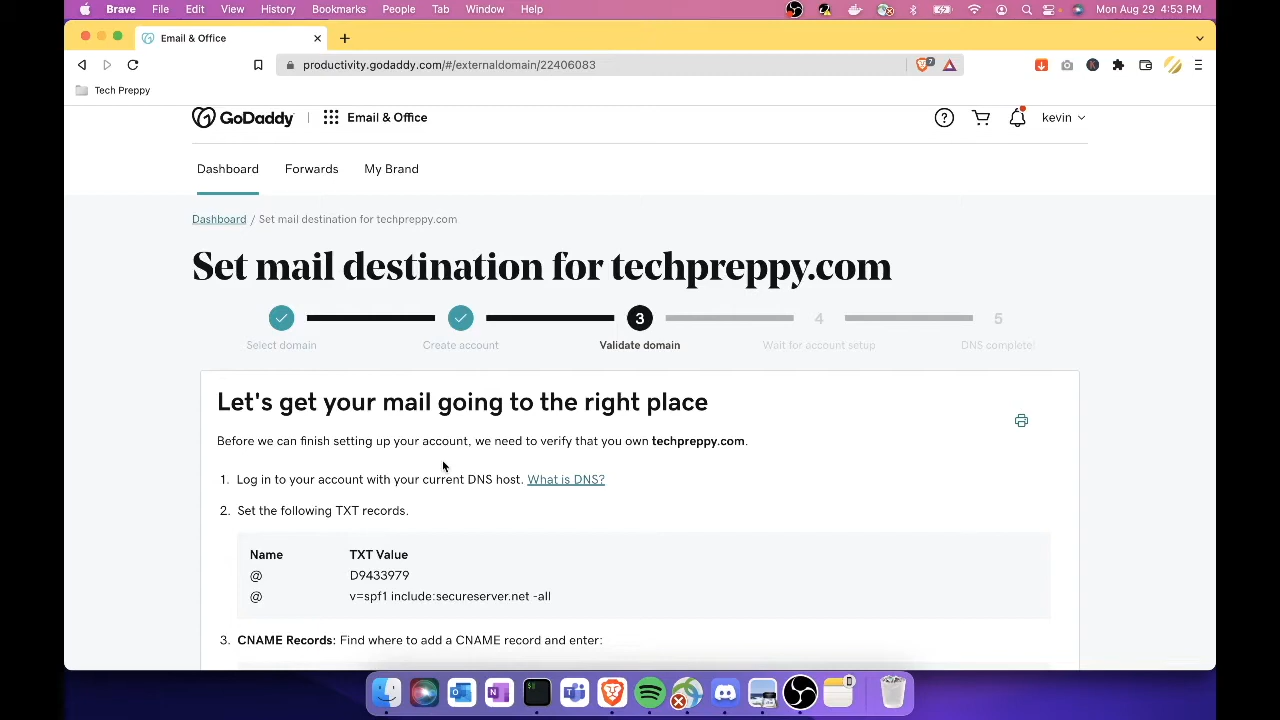 Brave File Edit View History Bookmarks People Tab Window Help Mon Aug 29 4:53 PM
Email & Office
productivity.godaddy.com/#/externaldomain/22406083
7
Tech Preppy
GoDaddy Email & Office kevin
Dashboard Forwards My Brand
Dashboard / Set mail destination for techpreppy.com
Set mail destination for techpreppy.com
3 4 5
Select domain Create account Validate domain Wait for account setup DNS complete!
Let's get your mail going to the right place
Before we can finish setting up your account, we need to verify that you own techpreppy.com.
1. Log in to your account with your current DNS host. What is DNS?
2. Set the following TXT records.
Name TXT Value
@ D9433979
@ v=spf1 include:secureserver.net -all
3. CNAME Records: Find where to add a CNAME record and enter: